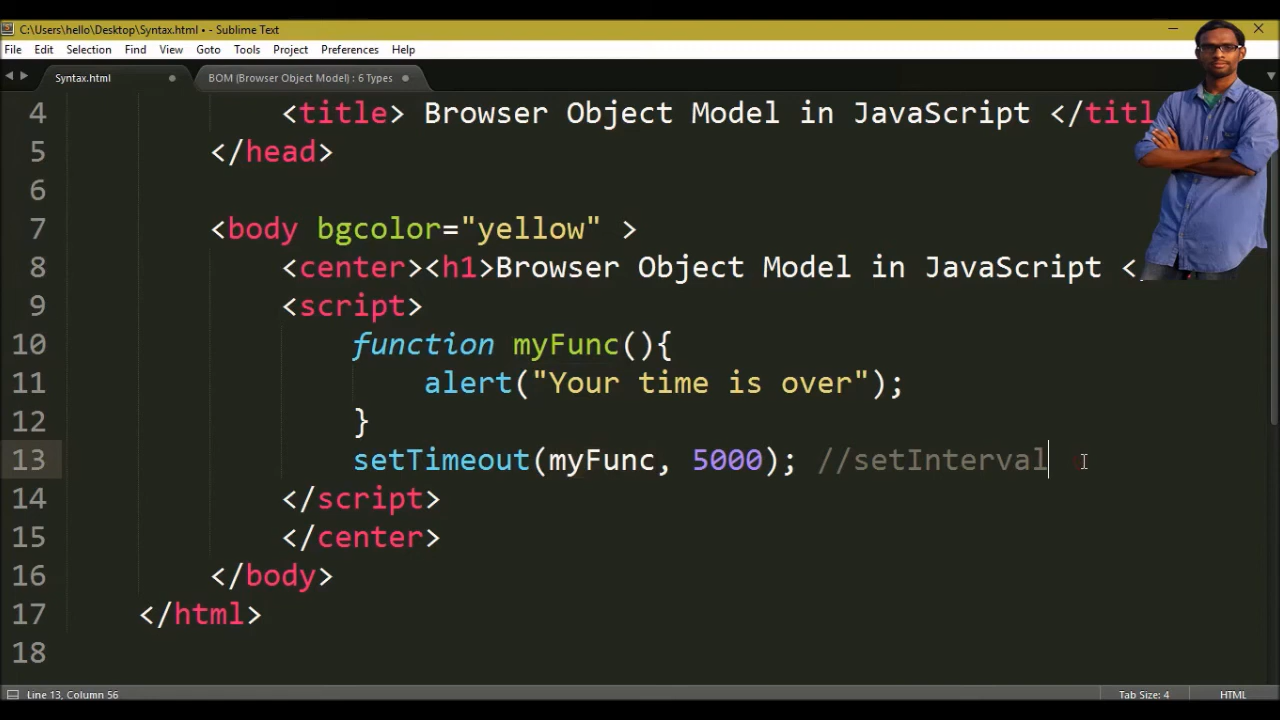 C:\Users\hello\Desktop\Syntax.html • - Sublime Text
File Edit Selection Find View Goto Tools Project Preferences Help
Syntax.html BOM (Browser Object Model) : 6 Types
4 <title> Browser Object Model in JavaScript </titl
5 </head>
6
7 <body bgcolor="yellow" >
8 <center><h1>Browser Object Model in JavaScript <
9 <script>
10 function myFunc(){
11 alert("Your time is over");
12 }
13 setTimeout(myFunc, 5000); //setInterval
14 </script>
15 </center>
16 </body>
17 </html>
18
Line 13, Column 56 Tab Size: 4 HTML